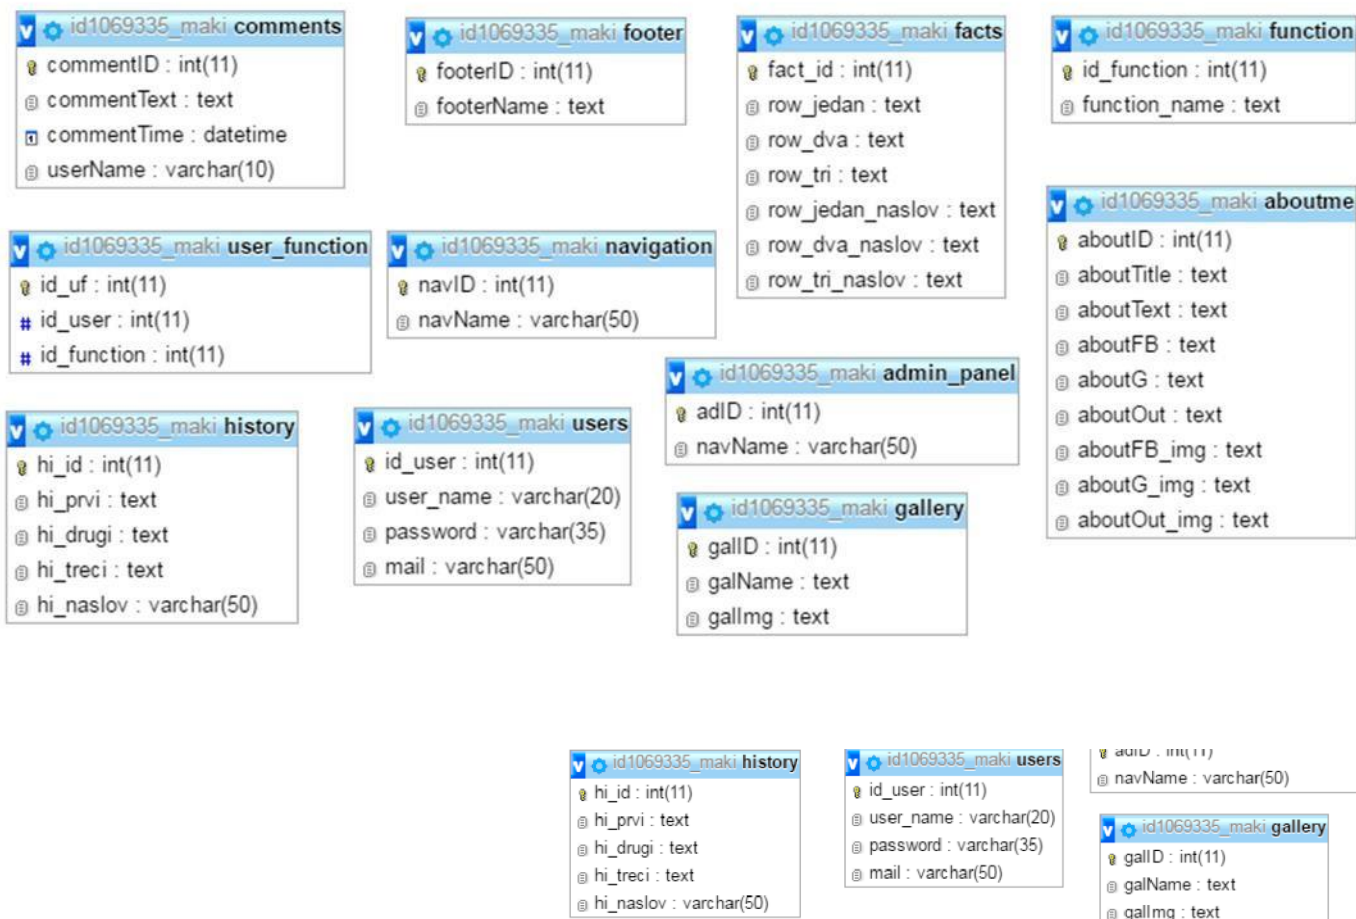 id1069335_maki comments
commentID : int(11)
commentText : text
commentTime : datetime
userName : varchar(10)
id1069335_maki footer
footerID : int(11)
footerName : text
id1069335_maki facts
fact_id : int(11)
row_jedan : text
row_dva : text
row_tri : text
row_jedan_naslov : text
row_dva_naslov : text
row_tri_naslov : text
id1069335_maki function
id_function : int(11)
function_name : text
id1069335_maki user_function
id_uf : int(11)
id_user : int(11)
id_function : int(11)
id1069335_maki navigation
navID : int(11)
navName : varchar(50)
id1069335_maki aboutme
aboutID : int(11)
aboutTitle : text
aboutText : text
aboutFB : text
aboutG : text
aboutOut : text
aboutFB_img : text
aboutG_img : text
aboutOut_img : text
id1069335_maki admin_panel
adID : int(11)
navName : varchar(50)
id1069335_maki history
hi_id : int(11)
hi_prvi : text
hi_drugi : text
hi_treci : text
hi_naslov : varchar(50)
id1069335_maki users
id_user : int(11)
user_name : varchar(20)
password : varchar(35)
mail : varchar(50)
id1069335_maki gallery
galID : int(11)
galName : text
galImg : text
id1069335_maki history
hi_id : int(11)
hi_prvi : text
hi_drugi : text
hi_treci : text
hi_naslov : varchar(50)
id1069335_maki users
id_user : int(11)
user_name : varchar(20)
password : varchar(35)
mail : varchar(50)
adID : int(11)
navName : varchar(50)
id1069335_maki gallery
galID : int(11)
galName : text
galImg : text